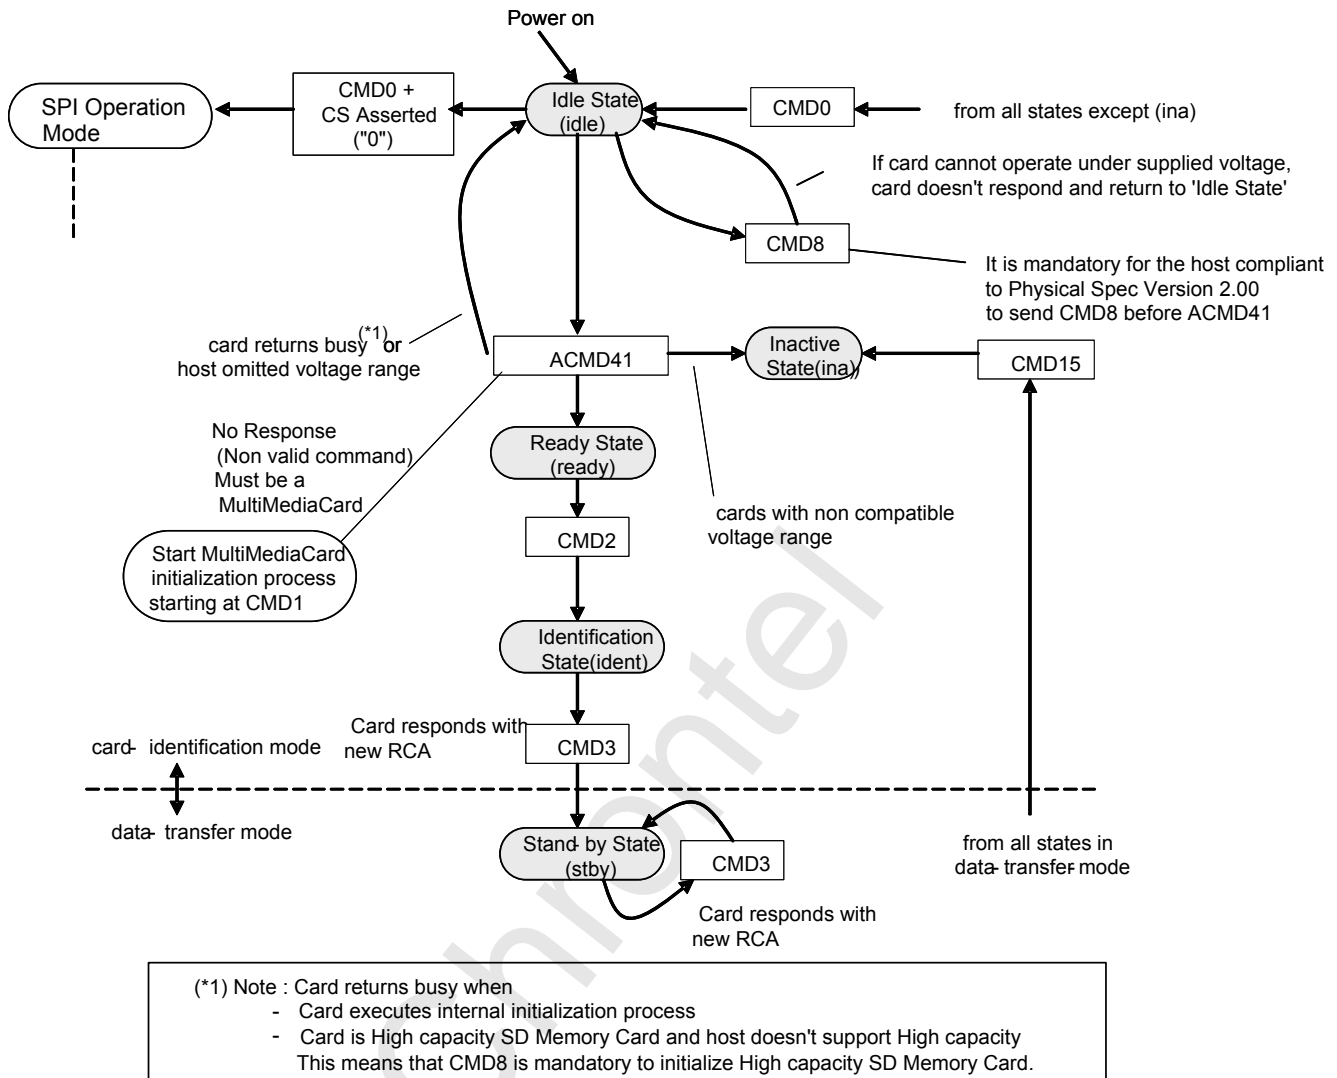 Power on
SPI Operation
Mode
CMD0 +
CS Asserted
("0")
Idle State
(idle)
CMD0
from all states except (ina)
If card cannot operate under supplied voltage,
card doesn't respond and return to 'Idle State'
CMD8
It is mandatory for the host compliant
to Physical Spec Version 2.00
to send CMD8 before ACMD41
card returns busy (*1) or
host omitted voltage range
ACMD41
Inactive
State(ina)
CMD15
No Response
(Non valid command)
Must be a
MultiMediaCard
Ready State
(ready)
cards with non compatible
voltage range
CMD2
Start MultiMediaCard
initialization process
starting at CMD1
Identification
State(ident)
Card responds with
new RCA
CMD3
card- identification mode
data- transfer mode
Stand- by State
(stby)
CMD3
from all states in
data- transfer-mode
Card responds with
new RCA
(*1) Note : Card returns busy when
- Card executes internal initialization process
- Card is High capacity SD Memory Card and host doesn't support High capacity
This means that CMD8 is mandatory to initialize High capacity SD Memory Card.
Chrontel